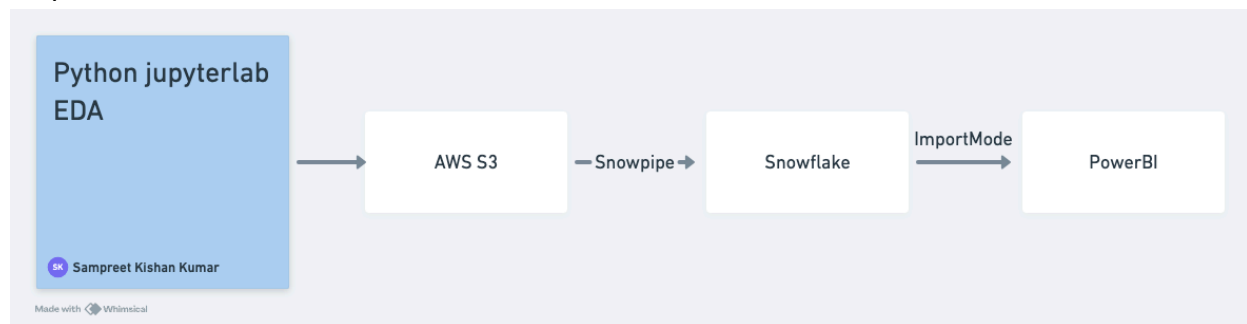 Python jupyterlab
EDA
AWS S3
Snowpipe
Snowflake
ImportMode
PowerBI
SK
Sampreet Kishan Kumar
Made with Whimsical